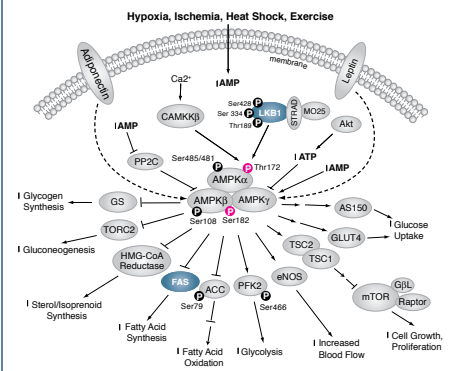 Hypoxia, Ischemia, Heat Shock, Exercise
membrane
Adiponectin
Leptin
Ca2+
AMP
Ser428
Ser 334
Thr189
P
P
P
LKB1
STRAD
MO25
CAMKKβ
Akt
AMP
ATP
PP2C
Ser485/481
P
P
Thr172
AMP
AMPKα
AMPKβ
AMPKγ
P
P
Ser108
Ser182
Glycogen
Synthesis
GS
AS150
Glucose
Uptake
TORC2
GLUT4
Gluconeogenesis
HMG-CoA
Reductase
TSC2
TSC1
FAS
ACC
P
Ser79
PFK2
P
Ser466
eNOS
mTOR
GβL
Raptor
Sterol/Isoprenoid
Synthesis
Fatty Acid
Synthesis
Fatty Acid
Oxidation
Glycolysis
Increased
Blood Flow
Cell Growth,
Proliferation